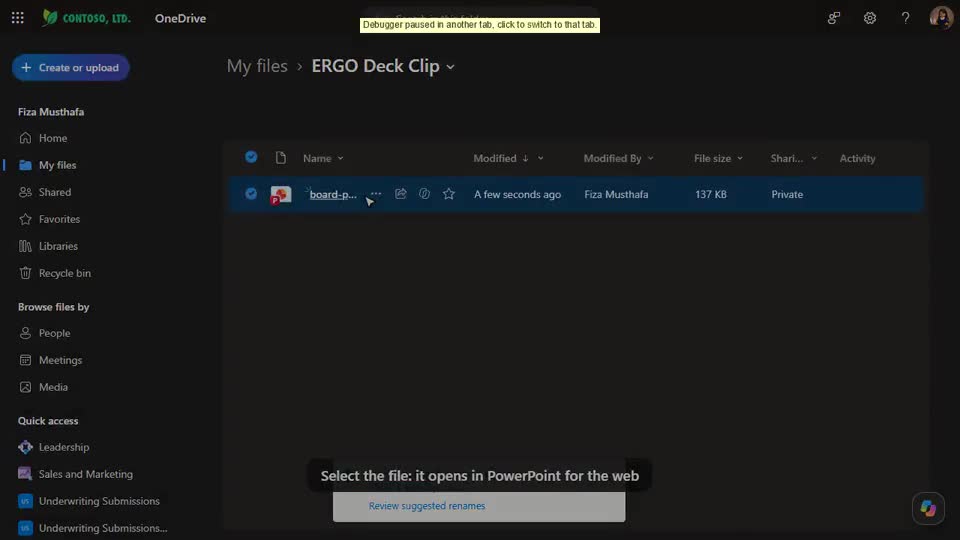 CONTOSO, LTD.
OneDrive
Debugger paused in another tab, click to switch to that tab.
Create or upload
My files > ERGO Deck Clip
Fiza Musthafa
Home
My files
Shared
Favorites
Libraries
Recycle bin
Browse files by
People
Meetings
Media
Quick access
Leadership
Sales and Marketing
US Underwriting Submissions
US Underwriting Submissions...
Name Modified ↓ Modified By File size Shari... Activity
board-p... ... A few seconds ago Fiza Musthafa 137 KB Private
Select the file: it opens in PowerPoint for the web
Review suggested renames